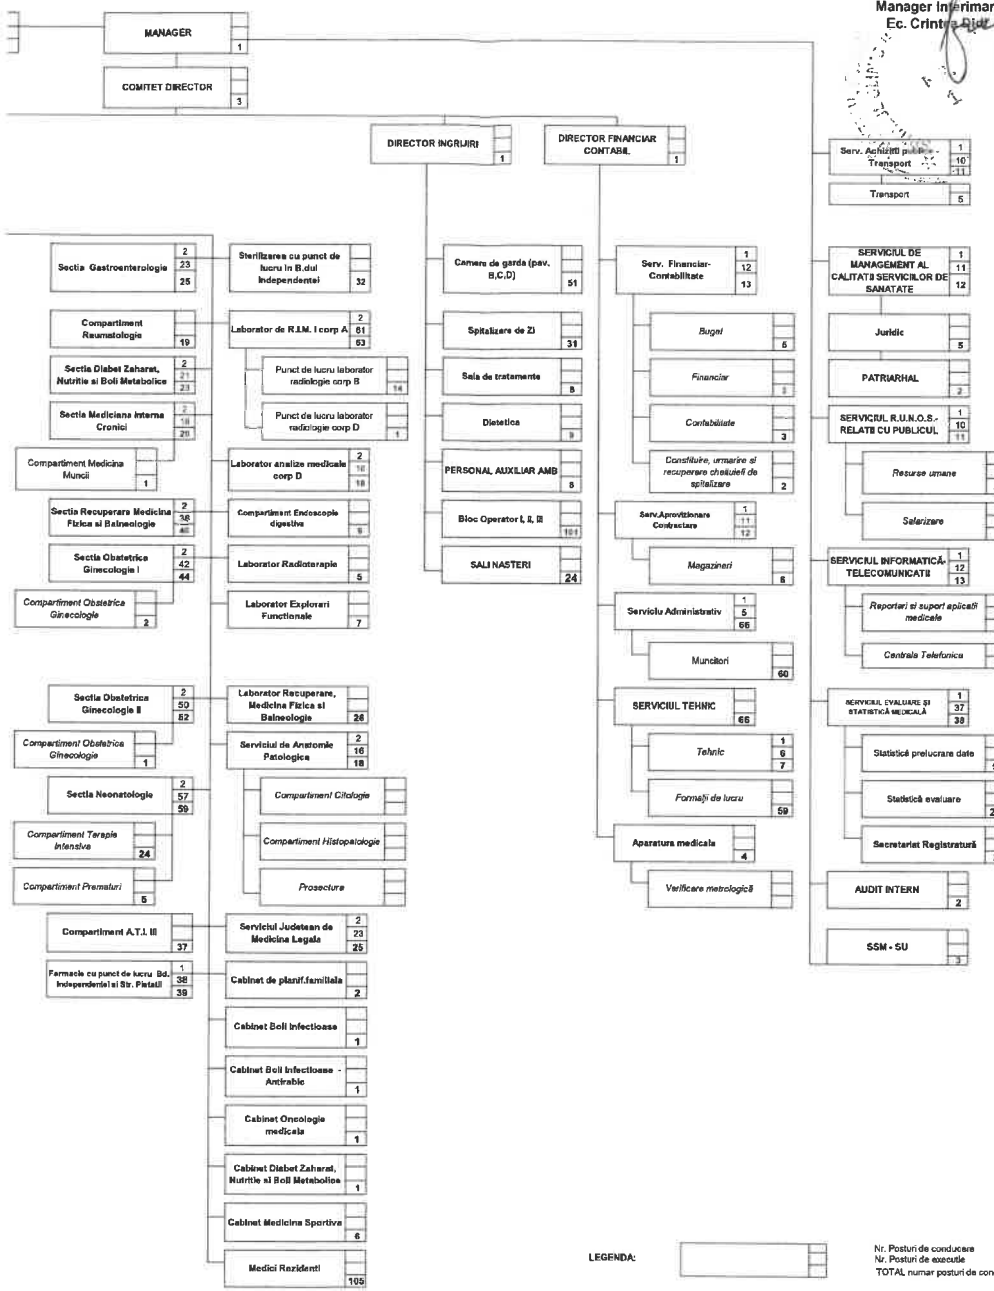 Manager Interimar
Ec. Crintea
MANAGER
1
COMITET DIRECTOR
3
DIRECTOR INGRIJIRI
1
DIRECTOR FINANCIAR
CONTABIL
1
Serv. Achizitii
Transport
1
10
11
Transport
5
Sectia Gastroenterologie
2
23
25
Sterilizarea cu punct de
lucru in B.dul
Independentei
32
Camere de garda (pav.
B,C,D)
51
Serv. Financiar-
Contabilitate
1
12
13
SERVICIUL DE
MANAGEMENT AL
CALITATII SERVICIILOR DE
SANATATE
1
11
12
Compartiment
Reumatologie
19
Laborator de R.I.M. I corp A
2
61
63
Spitalizare de Zi
31
Buget
5
Juridic
5
Sectia Diabet Zaharat,
Nutritie si Boli Metabolice
2
21
23
Punct de lucru laborator
radiologie corp B
14
Sala de tratamente
8
Financiar
PATRIARHAL
2
Sectia Medicina Interna
Cronici
2
18
20
Punct de lucru laborator
radiologie corp D
1
Dietetica
9
Contabilitate
3
SERVICIUL R.U.N.O.S.-
RELATII CU PUBLICUL
1
10
11
Compartiment Medicina
Muncii
1
Laborator analize medicale
corp D
2
16
18
PERSONAL AUXILIAR AMB
8
Constituire, urmarire si
recuperare cheltuieli de
spitalizare
2
Resurse umane
Sectia Recuperare Medicina
Fizica si Balneologie
2
38
40
Compartiment Endoscopie
digestiva
Bloc Operator I, II, III
101
Serv.Aprovizionare
Contractare
1
11
12
Salarizare
Sectia Obstetrica
Ginecologie I
2
42
44
Laborator Radioterapie
5
SALI NASTERI
24
Magazineri
6
SERVICIUL INFORMATICĂ-
TELECOMUNICATII
1
12
13
Compartiment Obstetrica
Ginecologie
2
Laborator Explorari
Functionale
7
Serviciu Administrativ
1
5
66
Raportari si suport aplicatii
medicale
Muncitori
60
Centrala Telefonica
Sectia Obstetrica
Ginecologie II
2
50
52
Laborator Recuperare,
Medicina Fizica si
Balneologie
26
SERVICIUL TEHNIC
66
SERVICIUL EVALUARE ȘI
STATISTICĂ MEDICALĂ
1
37
38
Compartiment Obstetrica
Ginecologie
1
Serviciul de Anatomie
Patologica
2
16
18
Tehnic
1
6
7
Statistică prelucrare date
Sectia Neonatologie
2
57
59
Compartiment Citologie
Formații de lucru
59
Statistică evaluare
2
Compartiment Terapie
Intensiva
24
Compartiment Histopatologie
Aparatura medicala
4
Secretariat Registratură
Compartiment Prematuri
5
Prosectura
Verificare metrologică
AUDIT INTERN
2
Compartiment A.T.I. III
37
Serviciul Judetean de
Medicina Legala
2
23
25
SSM - SU
3
Farmacie cu punct de lucru Bd.
Independentei si Str. Pietatii
1
38
39
Cabinet de planif.familiala
2
Cabinet Boli Infectioase
1
Cabinet Boli Infectioase -
Antirabic
1
Cabinet Oncologie
medicala
1
Cabinet Diabet Zaharat,
Nutritie si Boli Metabolice
1
Cabinet Medicina Sportiva
6
Medici Rezidenti
105
LEGENDA:
Nr. Posturi de conducere
Nr. Posturi de executie
TOTAL numar posturi de con